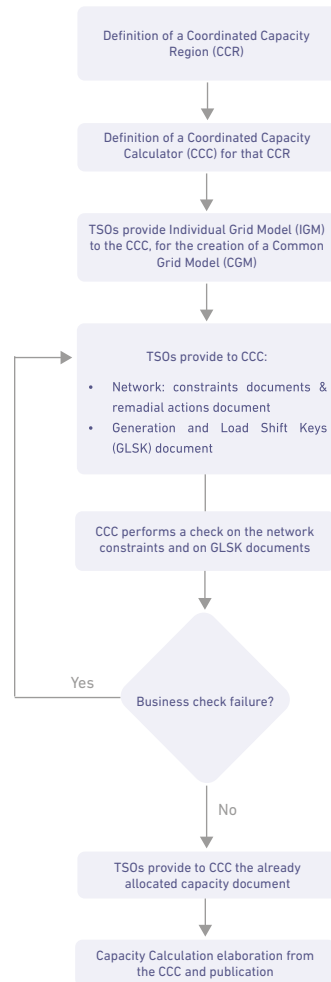 Definition of a Coordinated Capacity
Region (CCR)
Definition of a Coordinated Capacity
Calculator (CCC) for that CCR
TSOs provide Individual Grid Model (IGM)
to the CCC, for the creation of a Common
Grid Model (CGM)
TSOs provide to CCC:
• Network: constraints documents &
remadial actions document
• Generation and Load Shift Keys
(GLSK) document
CCC performs a check on the network
constraints and on GLSK documents
Yes
Business check failure?
No
TSOs provide to CCC the already
allocated capacity document
Capacity Calculation elaboration from
the CCC and publication